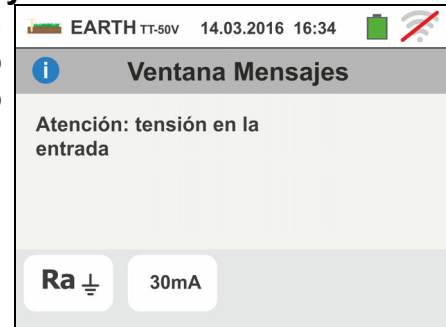 EARTH TT-50V 14.03.2016 16:34
i Ventana Mensajes
Atención: tensión en la
entrada
Ra 30mA